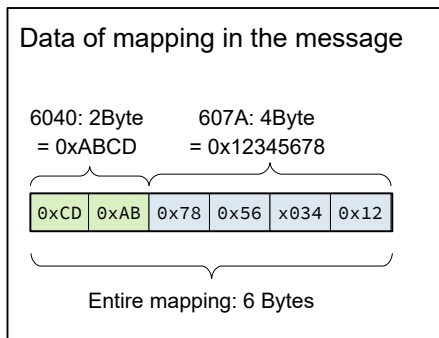 Data of mapping in the message
6040: 2Byte
= 0xABCD
607A: 4Byte
= 0x12345678
0xCD 0xAB 0x78 0x56 x034 0x12
Entire mapping: 6 Bytes